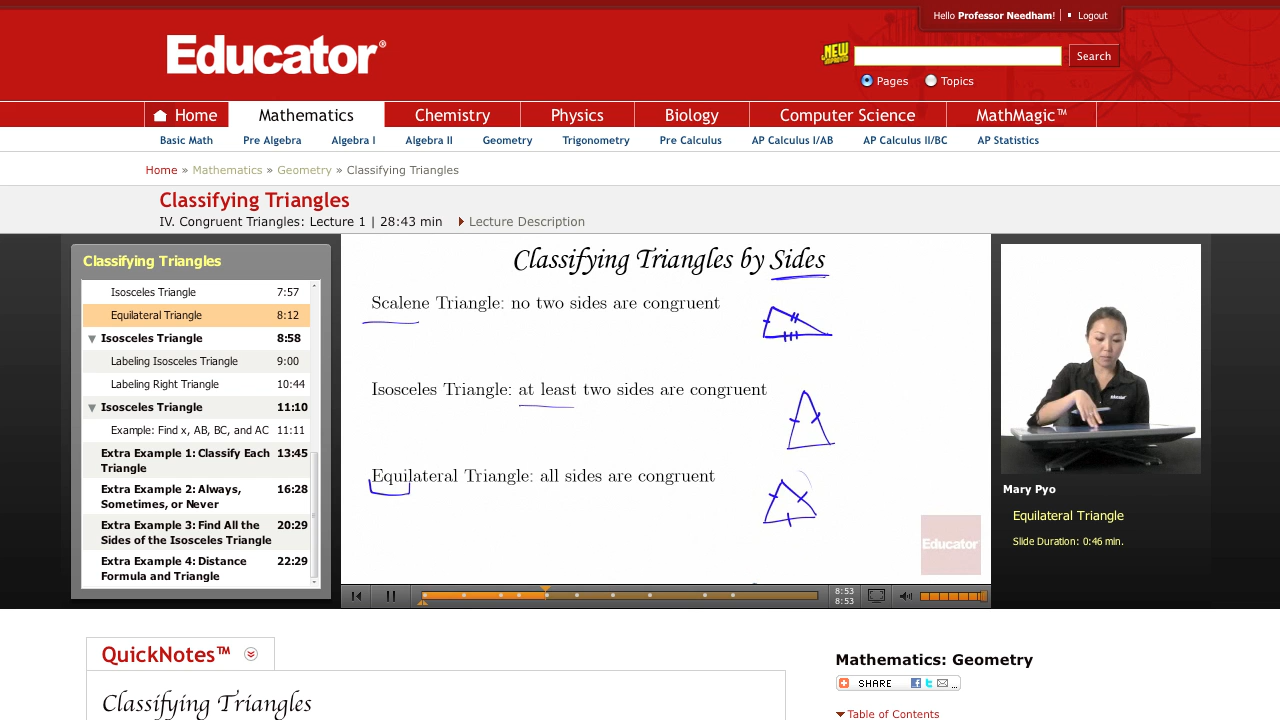 Hello Professor Needham! | Logout
Educator®
NEW
IMPROVED
Search
Pages Topics
Home Mathematics Chemistry Physics Biology Computer Science MathMagic™
Basic Math Pre Algebra Algebra I Algebra II Geometry Trigonometry Pre Calculus AP Calculus I/AB AP Calculus II/BC AP Statistics
Home » Mathematics » Geometry » Classifying Triangles
Classifying Triangles
IV. Congruent Triangles: Lecture 1 | 28:43 min Lecture Description
Classifying Triangles
Isosceles Triangle 7:57
Equilateral Triangle 8:12
Isosceles Triangle 8:58
Labeling Isosceles Triangle 9:00
Labeling Right Triangle 10:44
Isosceles Triangle 11:10
Example: Find x, AB, BC, and AC 11:11
Extra Example 1: Classify Each 13:45
Triangle
Extra Example 2: Always, 16:28
Sometimes, or Never
Extra Example 3: Find All the 20:29
Sides of the Isosceles Triangle
Extra Example 4: Distance 22:29
Formula and Triangle
Classifying Triangles by Sides
Scalene Triangle: no two sides are congruent
Isosceles Triangle: at least two sides are congruent
Equilateral Triangle: all sides are congruent
Educator
8:53
8:53
Educator
Mary Pyo
Equilateral Triangle
Slide Duration: 0:46 min.
QuickNotes™
Classifying Triangles
Mathematics: Geometry
SHARE ...
Table of Contents